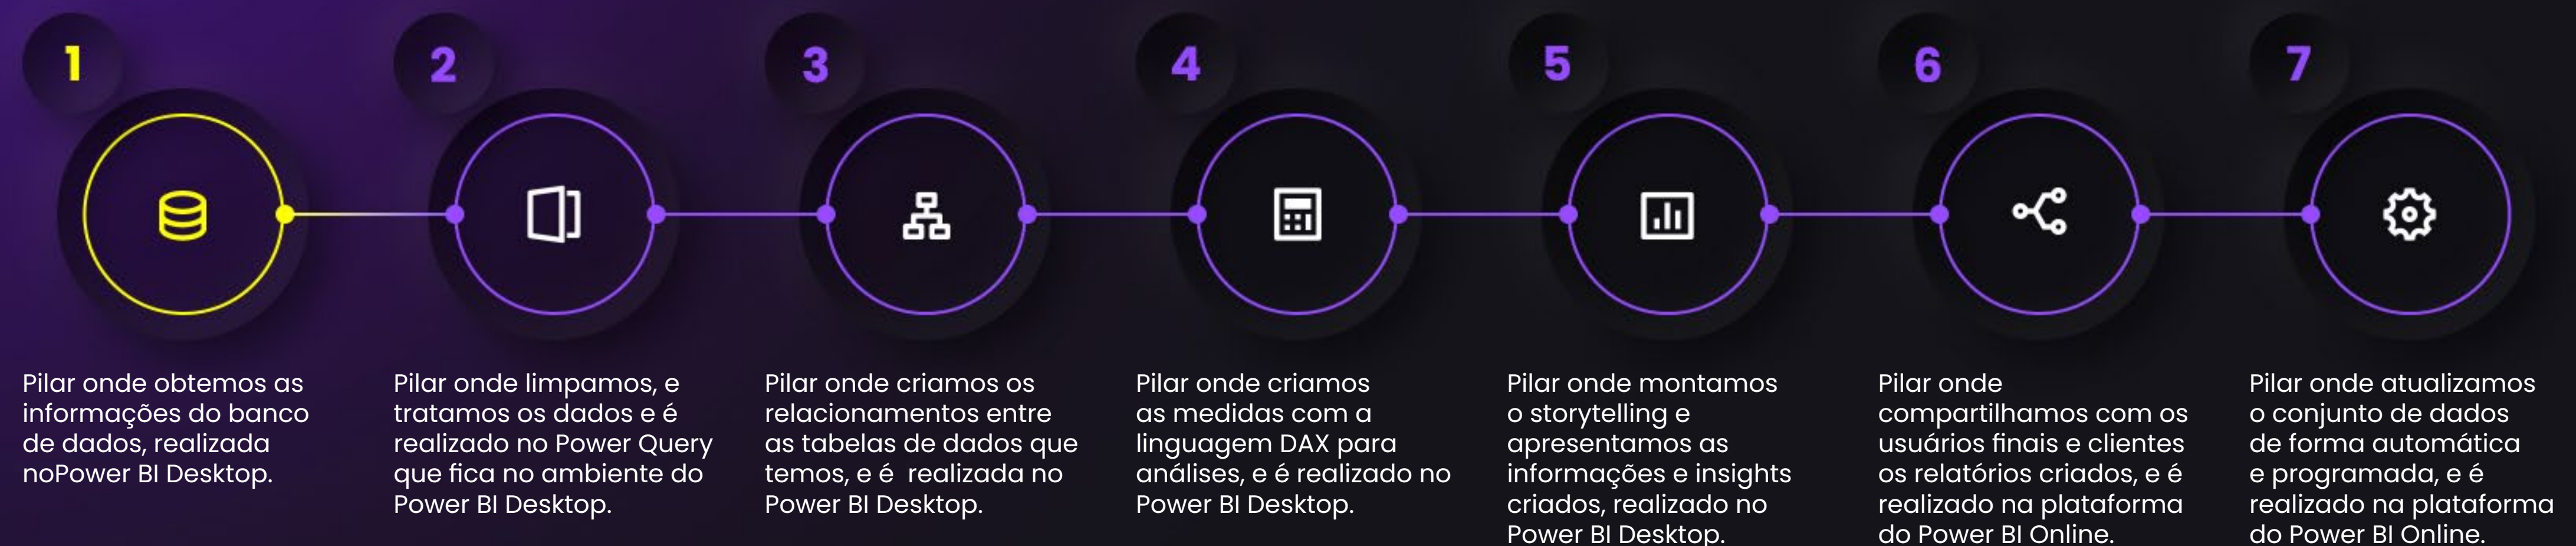 1
Pilar onde obtemos as
informações do banco
de dados, realizada
noPower BI Desktop.
2
Pilar onde limpamos, e
tratamos os dados e é
realizado no Power Query
que fica no ambiente do
Power BI Desktop.
3
Pilar onde criamos os
relacionamentos entre
as tabelas de dados que
temos, e é  realizada no
Power BI Desktop.
4
Pilar onde criamos
as medidas com a
linguagem DAX para
análises, e é realizado no
Power BI Desktop.
5
Pilar onde montamos
o storytelling e
apresentamos as
informações e insights
criados, realizado no
Power BI Desktop.
6
Pilar onde
compartilhamos com os
usuários finais e clientes
os relatórios criados, e é
realizado na plataforma
do Power BI Online.
7
Pilar onde atualizamos
o conjunto de dados
de forma automática
e programada, e é
realizado na plataforma
do Power BI Online.